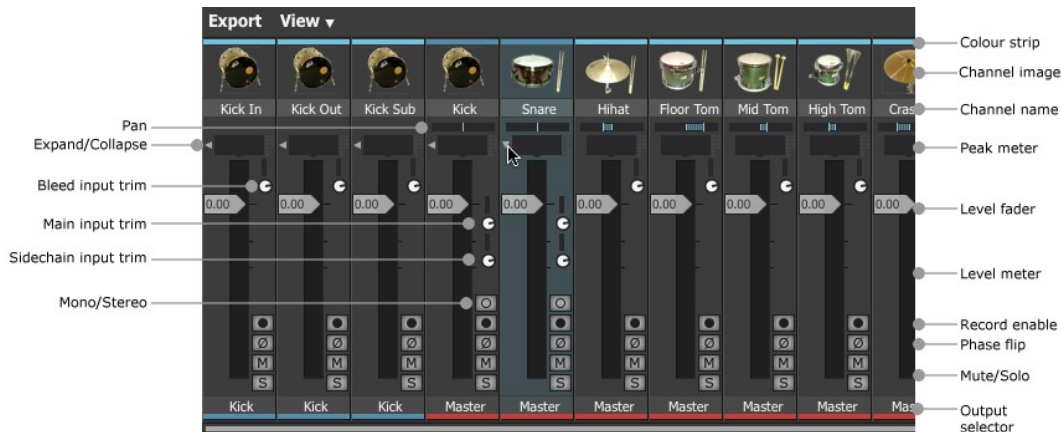 Export View ▼
Colour strip
Channel image
Kick In Kick Out Kick Sub Kick Snare Hihat Floor Tom Mid Tom High Tom Cras
Channel name
Pan
Expand/Collapse
Peak meter
Bleed input trim
0.00 0.00 0.00 0.00 0.00 0.00 0.00 0.00 0.00 0.00
Level fader
Main input trim
Sidechain input trim
Level meter
Mono/Stereo
Record enable
Ø Ø Ø Ø Ø Ø Ø Ø Ø
Phase flip
M M M M M M M M M
Mute/Solo
S S S S S S S S S
Kick Kick Kick Master Master Master Master Master Master Mas
Output
selector